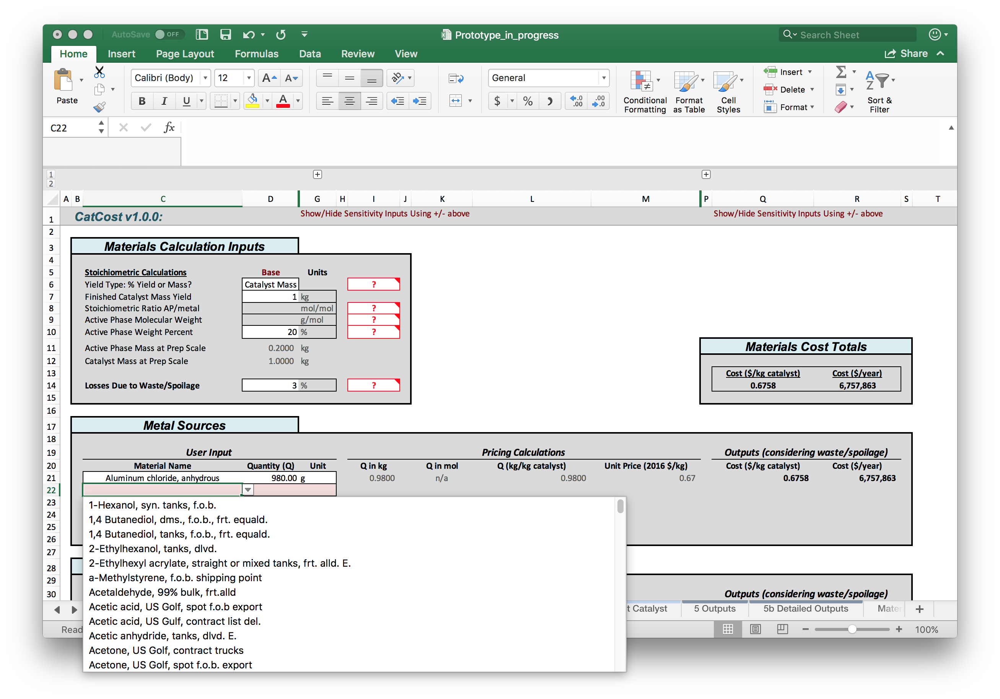 AutoSave OFF
Prototype_in_progress
Search Sheet
Home Insert Page Layout Formulas Data Review View Share
Paste
Calibri (Body) 12 A A
General
B I U A
$ % .0 .00 .00 .0
Conditional Formatting
Format as Table
Cell Styles
Insert
Delete
Format
Sort & Filter
C22 fx
1
2
A B C D G H I J K L M P Q R S T
1 CatCost v1.0.0: Show/Hide Sensitivity Inputs Using +/- above Show/Hide Sensitivity Inputs Using +/- above
2
3 Materials Calculation Inputs
4
5 Stoichiometric Calculations Base Units
6 Yield Type: % Yield or Mass? Catalyst Mass ?
7 Finished Catalyst Mass Yield 1 kg
8 Stoichiometric Ratio AP/metal mol/mol ?
9 Active Phase Molecular Weight g/mol ?
10 Active Phase Weight Percent 20 % ?
11 Active Phase Mass at Prep Scale 0.2000 kg Materials Cost Totals
12 Catalyst Mass at Prep Scale 1.0000 kg
13 Cost ($/kg catalyst) Cost ($/year)
14 Losses Due to Waste/Spoilage 3 % ? 0.6758 6,757,863
15
16
17 Metal Sources
18
19 User Input Pricing Calculations Outputs (considering waste/spoilage)
20 Material Name Quantity (Q) Unit Q in kg Q in mol Q (kg/kg catalyst) Unit Price (2016 $/kg) Cost ($/kg catalyst) Cost ($/year)
21 Aluminum chloride, anhydrous 980.00 g 0.9800 n/a 0.9800 0.67 0.6758 6,757,863
22
23 1-Hexanol, syn. tanks, f.o.b.
24 1,4 Butanediol, dms., f.o.b., frt. equald.
25 1,4 Butanediol, tanks, f.o.b., frt. equald.
26 2-Ethylhexanol, tanks, dlvd.
27 2-Ethylhexyl acrylate, straight or mixed tanks, frt. alld. E.
28 a-Methylstyrene, f.o.b. shipping point
29
30 Acetaldehyde, 99% bulk, frt.alld Outputs (considering waste/spoilage)
Acetic acid, US Golf, spot f.o.b export t Catalyst 5 Outputs 5b Detailed Outputs Mater
Acetic acid, US Gulf, contract list del.
Read 100%
Acetic anhydride, tanks, dlvd. E.
Acetone, US Golf, contract trucks
Acetone, US Golf, spot f.o.b. export